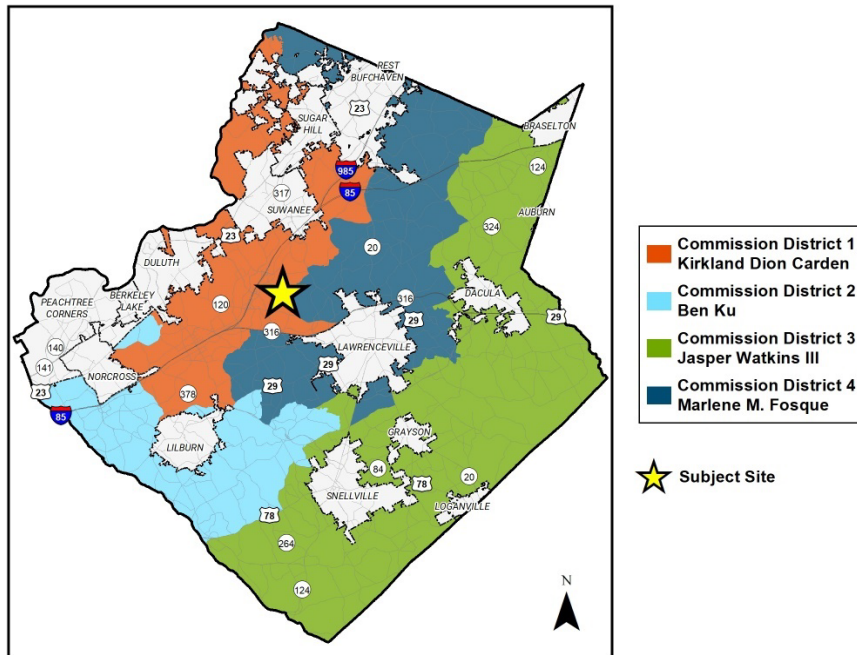 REST
BUFCHAVEN
23
SUGAR
HILL
BRASELTON
985
85
124
317
SUWANEE
AUBURN
23
324
DULUTH
20
BERKELEY
LAKE
PEACHTREE
CORNERS
120
316
DACULA
316
29
29
140
LAWRENCEVILLE
141
NORCROSS
29
23
378
29
85
LILBURN
GRAYSON
84
78
20
SNELLVILLE
LOGANVILLE
78
264
124
N
Commission District 1
Kirkland Dion Carden
Commission District 2
Ben Ku
Commission District 3
Jasper Watkins III
Commission District 4
Marlene M. Fosque
Subject Site